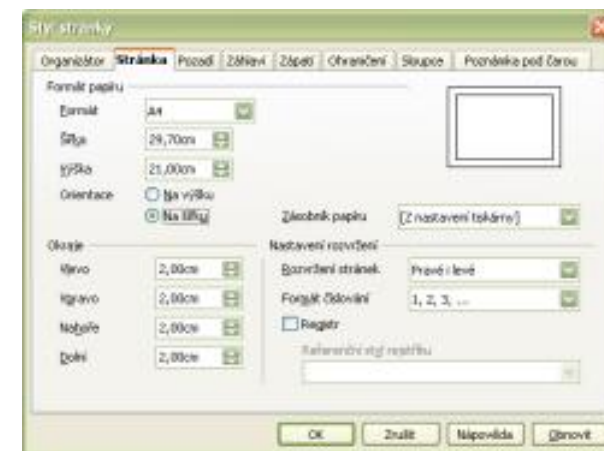 Styl stránky
Organizátor Stránka Pozadí Záhlaví Zápatí Ohraničení Sloupce Poznámka pod čarou
Formát papíru
Formát A4
Šířka 29,70cm
Výška 21,00cm
Orientace Na výšku
Na šířku Zásobník papíru [Z nastavení tiskárny]
Okraje Nastavení rozvržení
Vlevo 2,00cm Rozvržení stránek Pravé i levé
Vpravo 2,00cm Formát číslování 1, 2, 3, ...
Nahoře 2,00cm Registr
Dolní 2,00cm Referenční styl rejstříku
OK Zrušit Nápověda Obnovit